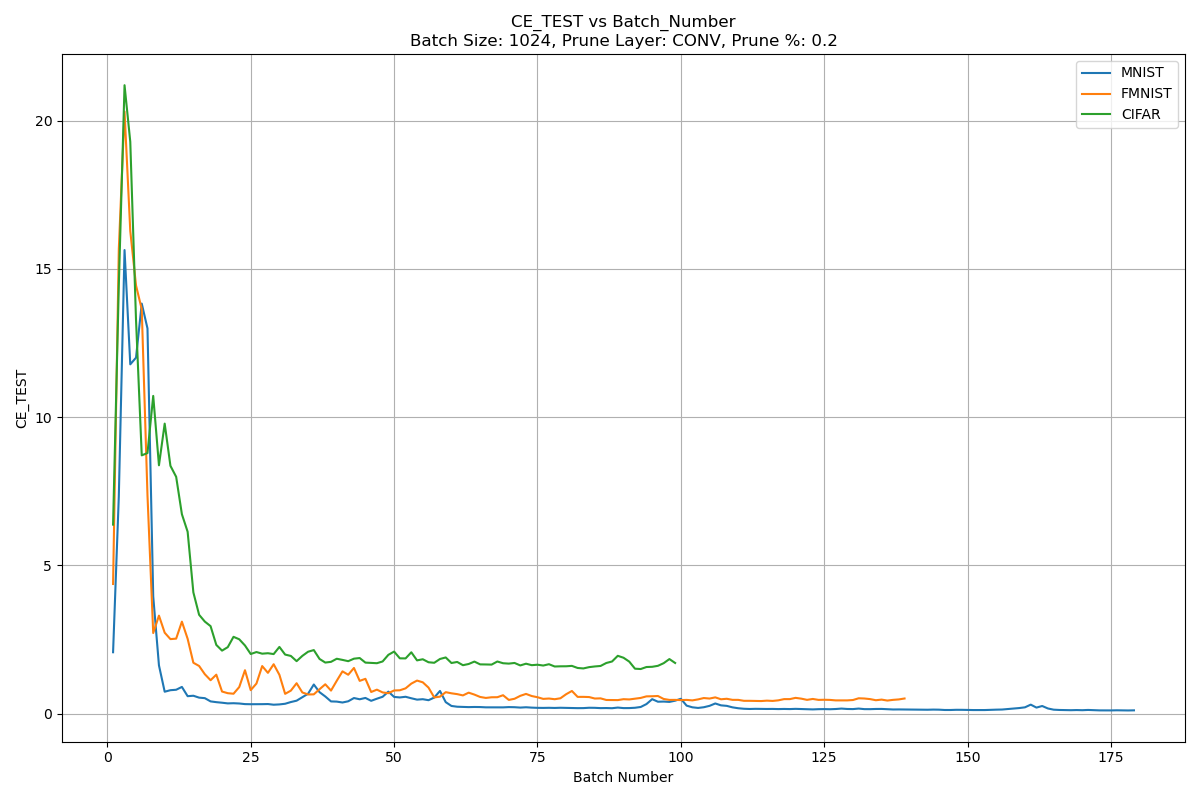 CE_TEST vs Batch_Number
Batch Size: 1024, Prune Layer: CONV, Prune %: 0.2
MNIST
FMNIST
CIFAR
20
15
10
5
0
CE_TEST
0 25 50 75 100 125 150 175
Batch Number